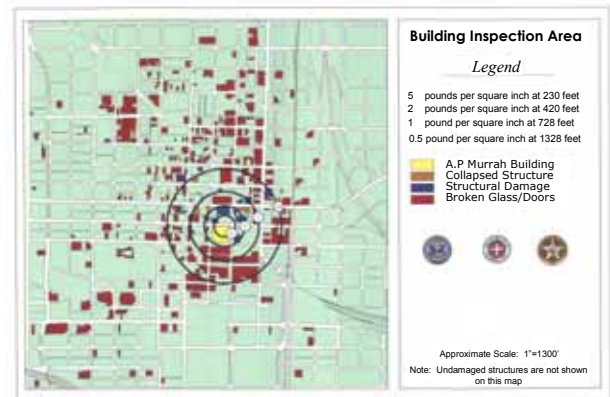 Building Inspection Area
Legend
5 pounds per square inch at 230 feet
2 pounds per square inch at 420 feet
1 pound per square inch at 728 feet
0.5 pound per square inch at 1328 feet
A.P Murrah Building
Collapsed Structure
Structural Damage
Broken Glass/Doors
Approximate Scale: 1"=1300'
Note: Undamaged structures are not shown
on this map